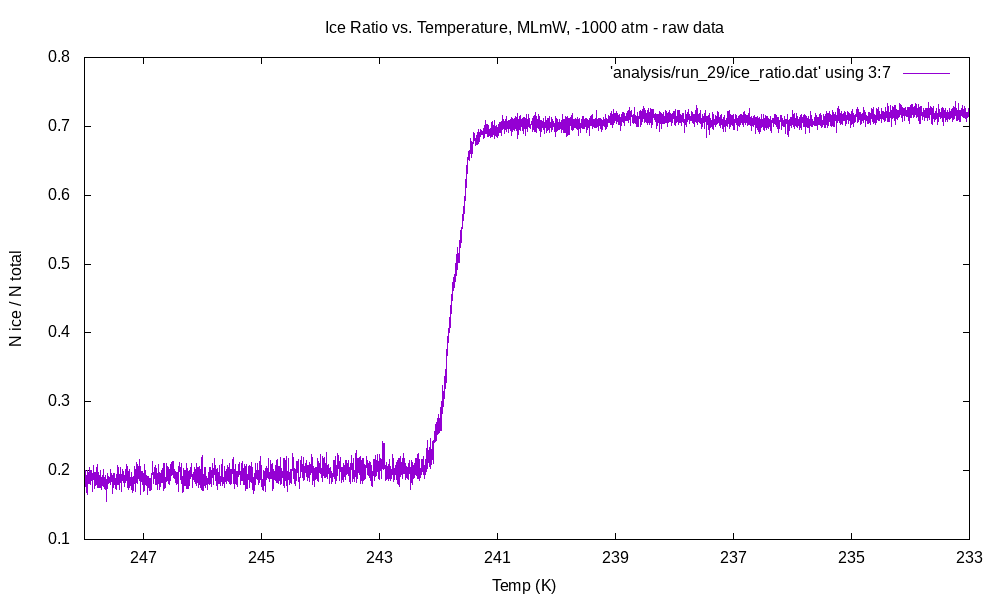 Ice Ratio vs. Temperature, MLmW, -1000 atm - raw data
'analysis/run_29/ice_ratio.dat' using 3:7
0.8
0.7
0.6
0.5
0.4
0.3
0.2
0.1
N ice / N total
247 245 243 241 239 237 235 233
Temp (K)